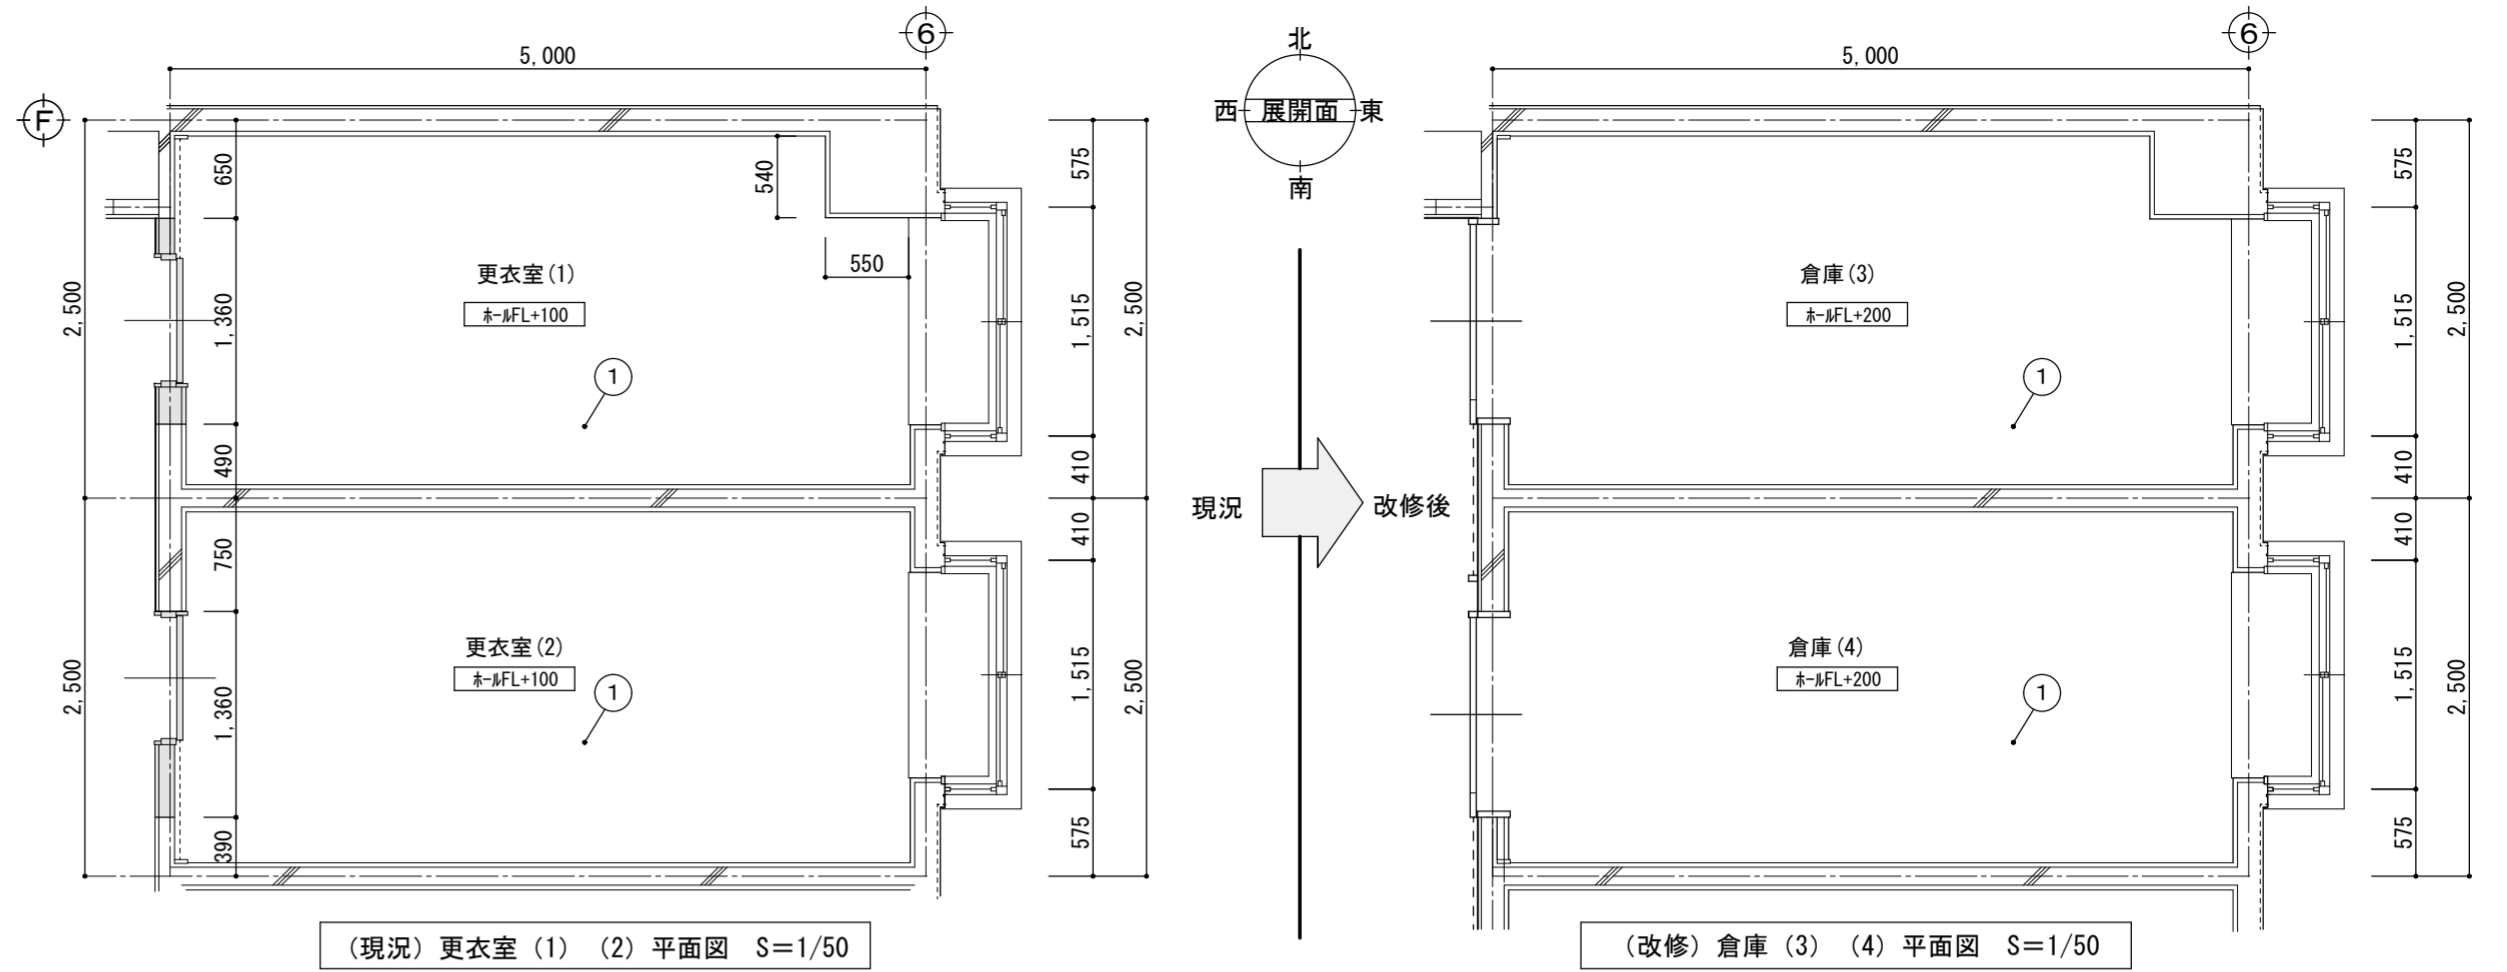 6
5,000
F
2,500
2,500
650
1,360
490
750
1,360
390
540
550
更衣室(1)
ﾎｰﾙFL+100
1
更衣室(2)
ﾎｰﾙFL+100
1
575
1,515
410
410
1,515
575
2,500
2,500
(現況) 更衣室 (1) (2) 平面図 S=1/50
北
西 展開面 東
南
現況
改修後
6
5,000
倉庫(3)
ﾎｰﾙFL+200
1
倉庫(4)
ﾎｰﾙFL+200
1
575
1,515
410
410
1,515
575
2,500
2,500
(改修) 倉庫 (3) (4) 平面図 S=1/50